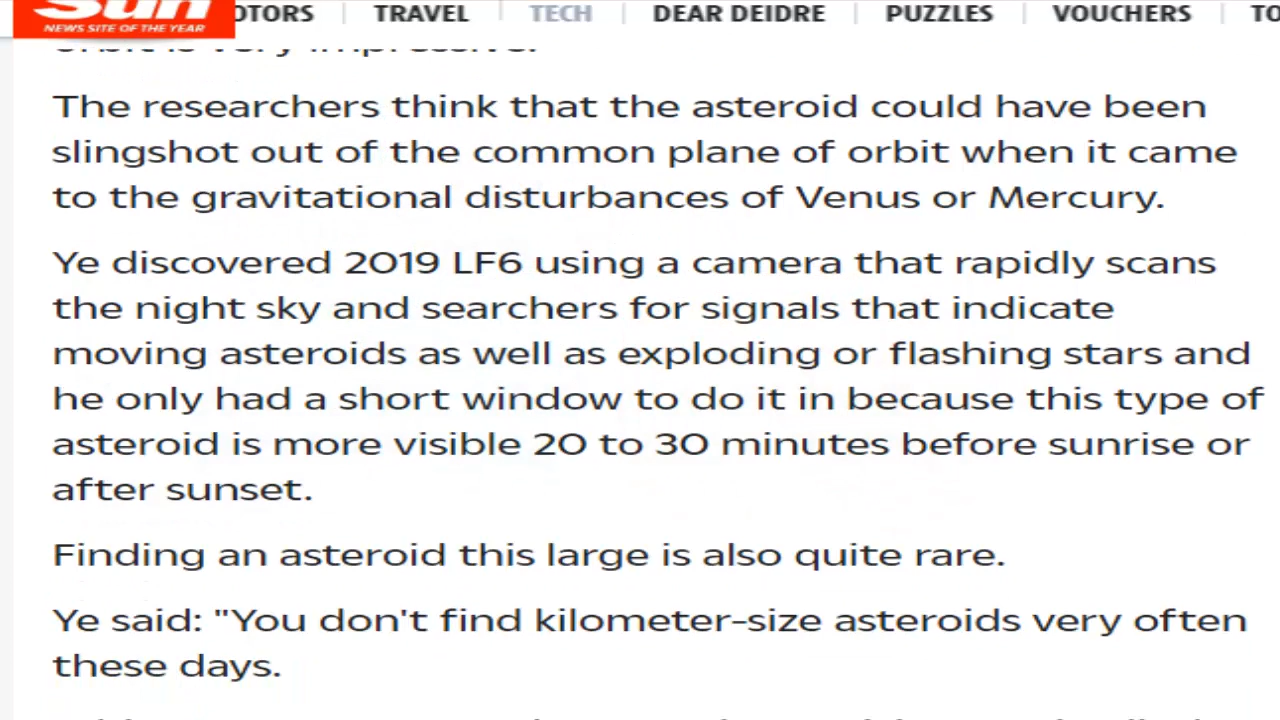 Sun
NEWS SITE OF THE YEAR
OTORS | TRAVEL | TECH | DEAR DEIDRE | PUZZLES | VOUCHERS | TO
orbit is very impressive.
The researchers think that the asteroid could have been
slingshot out of the common plane of orbit when it came
to the gravitational disturbances of Venus or Mercury.
Ye discovered 2019 LF6 using a camera that rapidly scans
the night sky and searchers for signals that indicate
moving asteroids as well as exploding or flashing stars and
he only had a short window to do it in because this type of
asteroid is more visible 20 to 30 minutes before sunrise or
after sunset.
Finding an asteroid this large is also quite rare.
Ye said: "You don't find kilometer-size asteroids very often
these days.